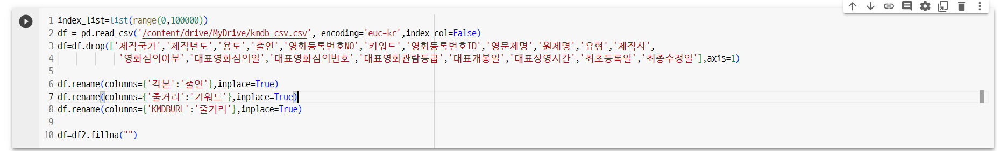 1 index_list=list(range(0,100000))
2 df = pd.read_csv('/content/drive/MyDrive/kmdb_csv.csv', encoding='euc-kr',index_col=False)
3 df=df.drop(['제작국가','제작년도','용도','출연','영화등록번호NO','키워드','영화등록번호ID','영문제명','원제명','유형','제작사',
4 '영화심의여부','대표영화심의일','대표영화심의번호','대표영화관람등급','대표개봉일','대표상영시간','최초등록일','최종수정일'],axis=1)
5
6 df.rename(columns={'각본':'출연'},inplace=True)
7 df.rename(columns={'줄거리':'키워드'},inplace=True)
8 df.rename(columns={'KMDBURL':'줄거리'},inplace=True)
9
10 df=df2.fillna("")